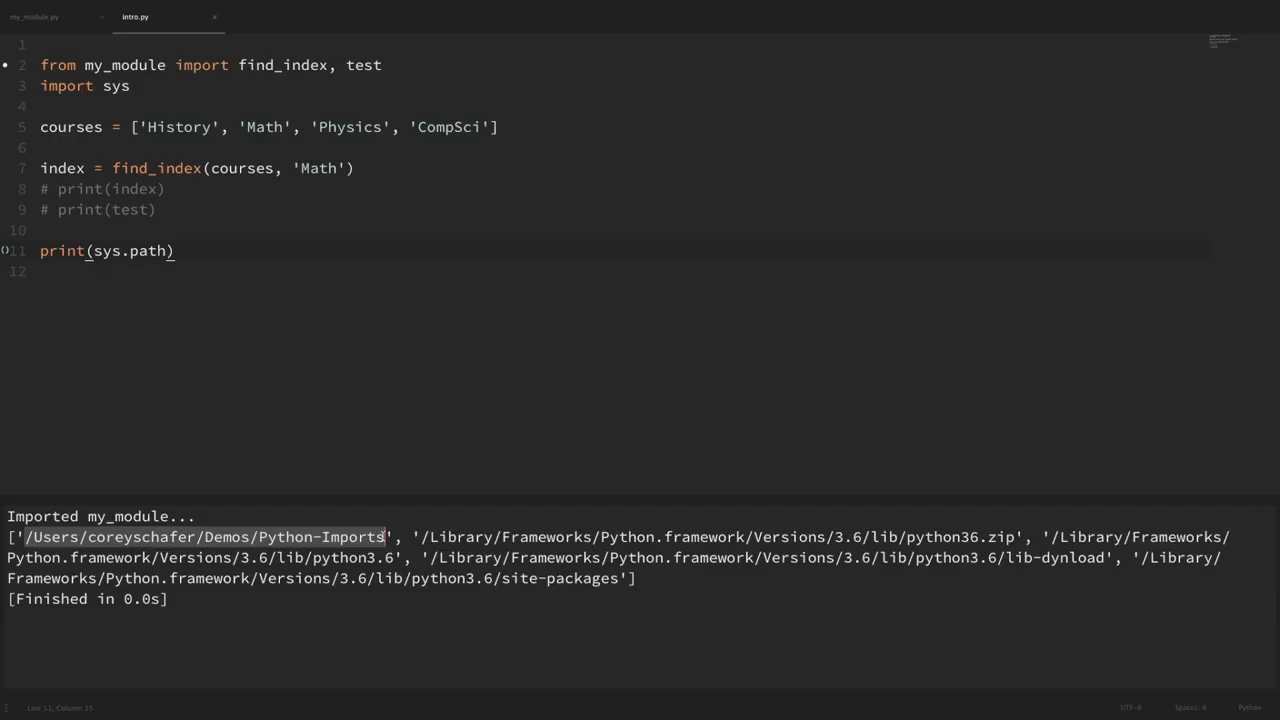 my_module.py × intro.py ×
1
2 from my_module import find_index, test
3 import sys
4
5 courses = ['History', 'Math', 'Physics', 'CompSci']
6
7 index = find_index(courses, 'Math')
8 # print(index)
9 # print(test)
10
11 print(sys.path)
12
Imported my_module...
['/Users/coreyschafer/Demos/Python-Imports', '/Library/Frameworks/Python.framework/Versions/3.6/lib/python36.zip', '/Library/Frameworks/
Python.framework/Versions/3.6/lib/python3.6', '/Library/Frameworks/Python.framework/Versions/3.6/lib/python3.6/lib-dynload', '/Library/
Frameworks/Python.framework/Versions/3.6/lib/python3.6/site-packages']
[Finished in 0.0s]
Line 11, Column 15 UTF-8 Spaces: 4 Python